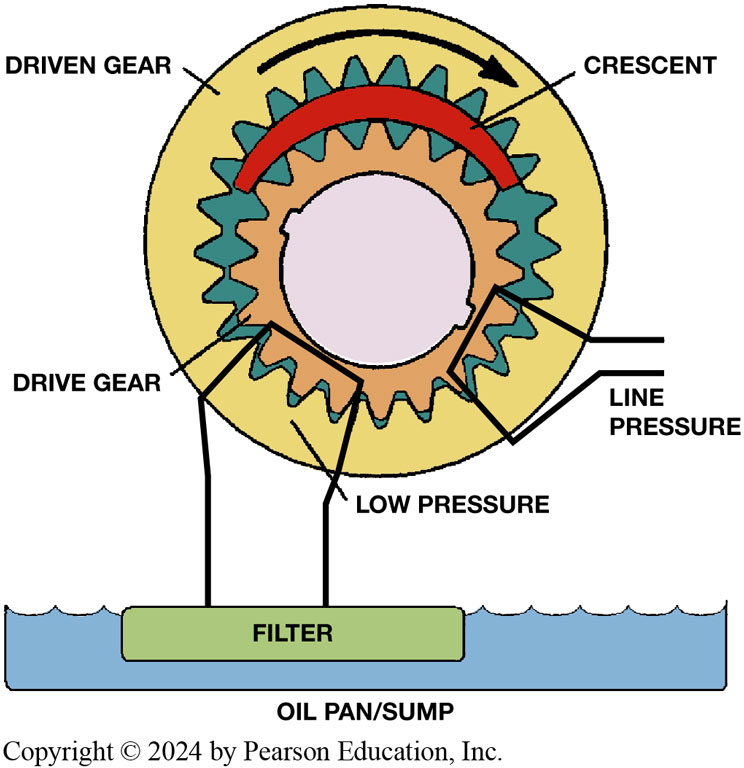 DRIVEN GEAR
CRESCENT
DRIVE GEAR
LINE
PRESSURE
LOW PRESSURE
FILTER
OIL PAN/SUMP
Copyright © 2024 by Pearson Education, Inc.